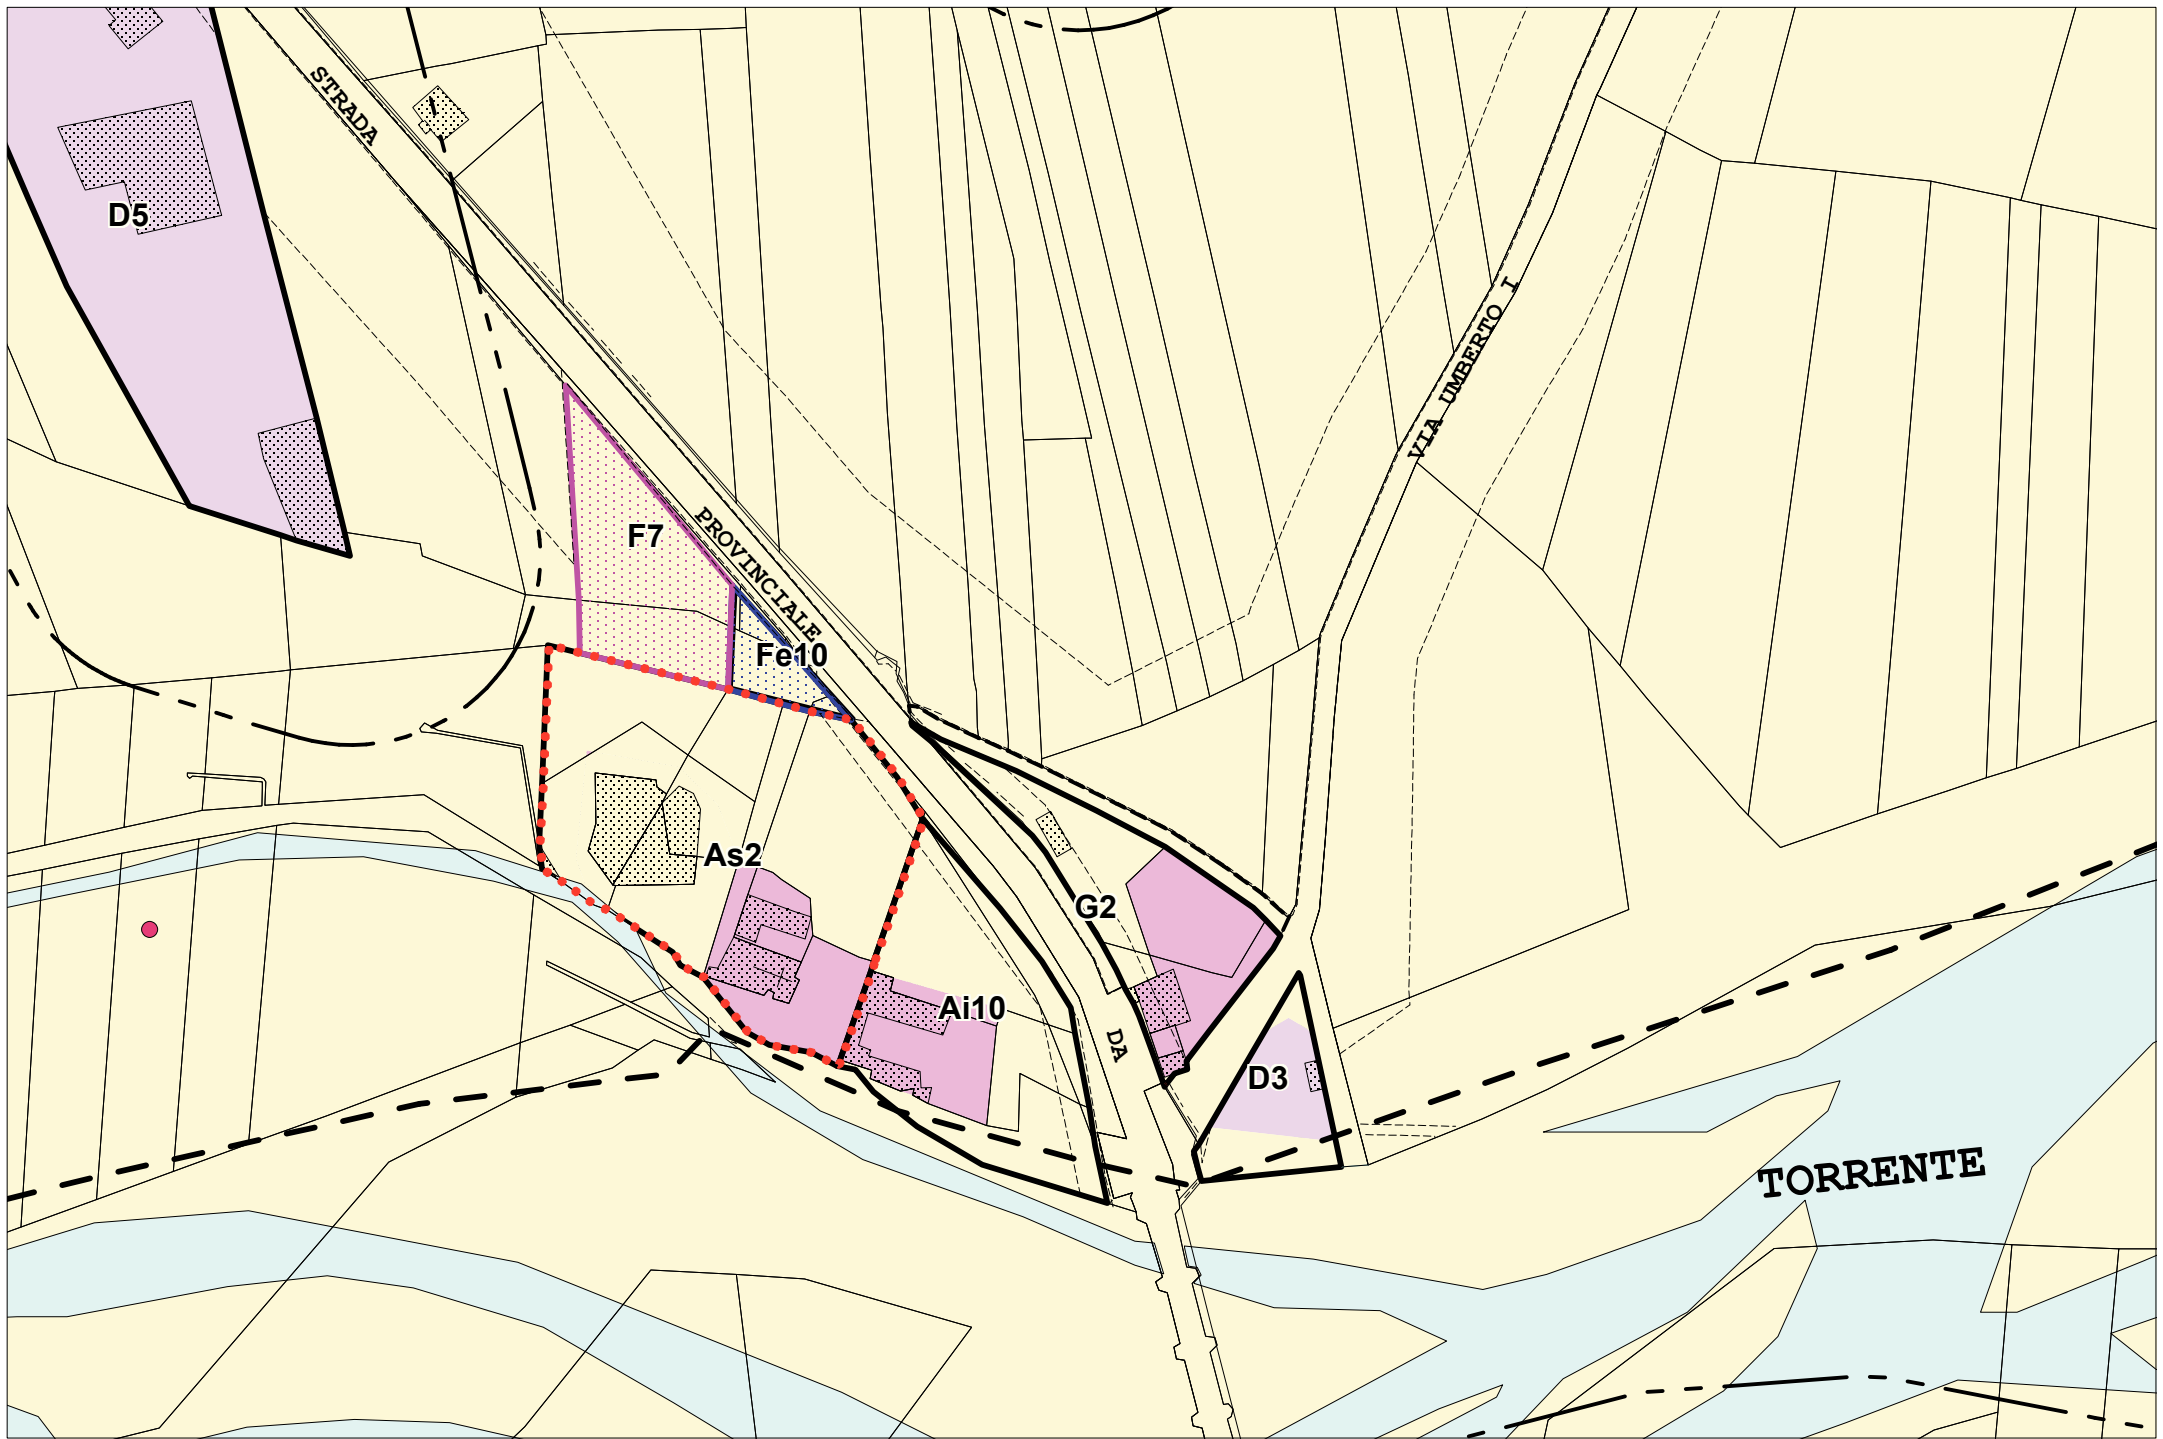 STRADA
D5
VIA UMBERTO I
F7
PROVINCIALE
Fe10
As2
G2
Ai10
DA
D3
TORRENTE